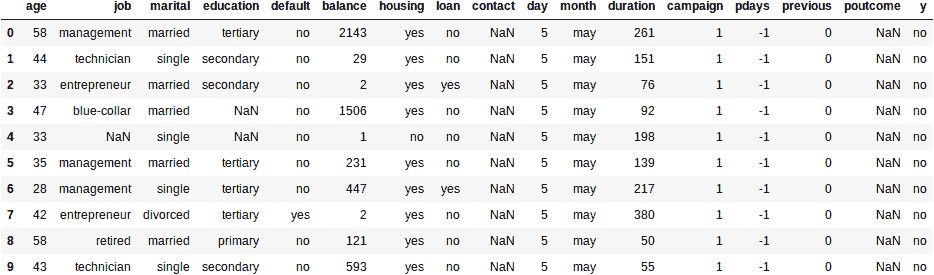 age job marital education default balance housing loan contact day month duration campaign pdays previous poutcome y
0 58 management married tertiary no 2143 yes no NaN 5 may 261 1 -1 0 NaN no
1 44 technician single secondary no 29 yes no NaN 5 may 151 1 -1 0 NaN no
2 33 entrepreneur married secondary no 2 yes yes NaN 5 may 76 1 -1 0 NaN no
3 47 blue-collar married NaN no 1506 yes no NaN 5 may 92 1 -1 0 NaN no
4 33 NaN single NaN no 1 no no NaN 5 may 198 1 -1 0 NaN no
5 35 management married tertiary no 231 yes no NaN 5 may 139 1 -1 0 NaN no
6 28 management single tertiary no 447 yes yes NaN 5 may 217 1 -1 0 NaN no
7 42 entrepreneur divorced tertiary yes 2 yes no NaN 5 may 380 1 -1 0 NaN no
8 58 retired married primary no 121 yes no NaN 5 may 50 1 -1 0 NaN no
9 43 technician single secondary no 593 yes no NaN 5 may 55 1 -1 0 NaN no